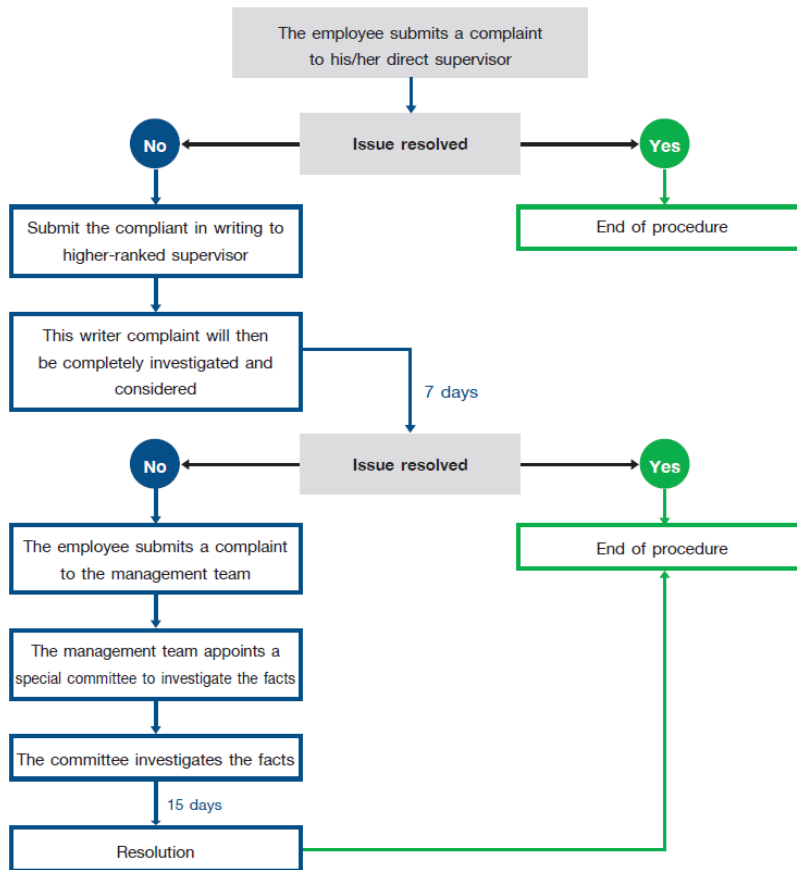 The employee submits a complaint
to his/her direct supervisor
No
Issue resolved
Yes
Submit the compliant in writing to
higher-ranked supervisor
End of procedure
This writer complaint will then
be completely investigated and
considered
7 days
No
Issue resolved
Yes
The employee submits a complaint
to the management team
End of procedure
The management team appoints a
special committee to investigate the facts
The committee investigates the facts
15 days
Resolution